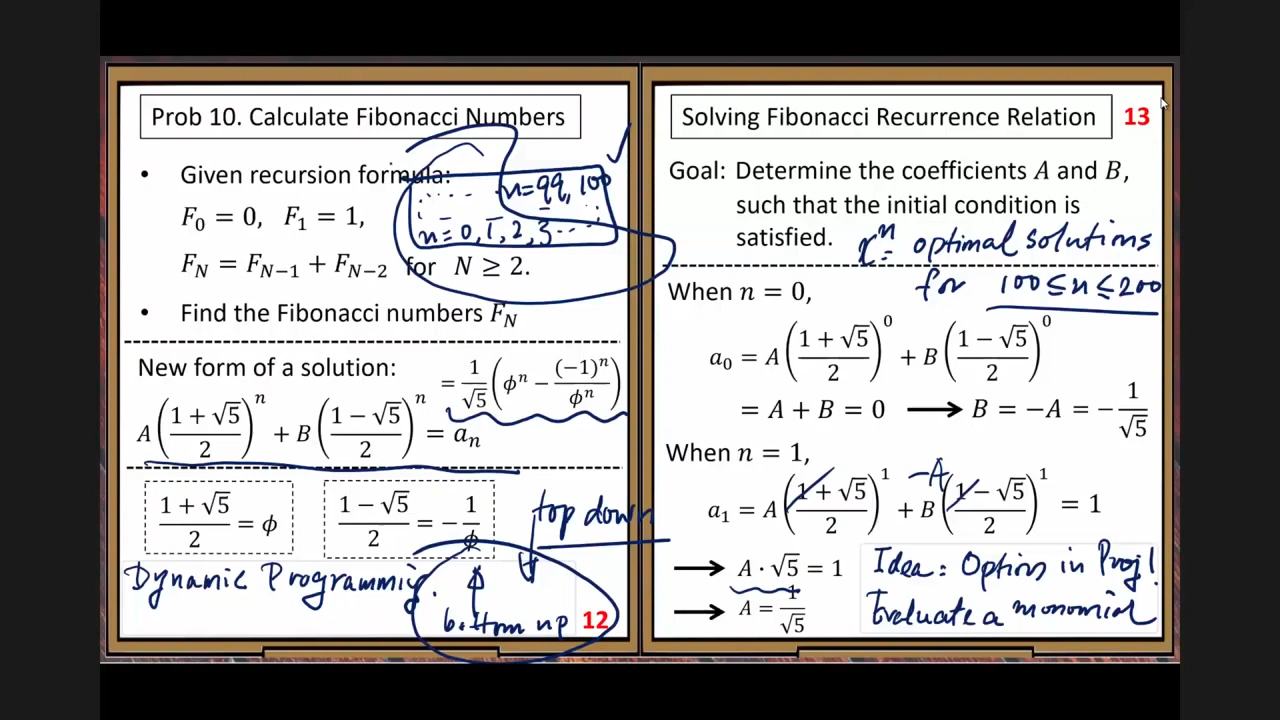 Prob 10. Calculate Fibonacci Numbers
• Given recursion formula:
n=99, 100
F₀ = 0, F₁ = 1,
n=0, 1, 2, 3...
F_N = F_{N−1} + F_{N−2} for N ≥ 2.
• Find the Fibonacci numbers F_N
New form of a solution:
= 1/√5 (ϕⁿ − (−1)ⁿ/ϕⁿ)
A((1 + √5)/2)ⁿ + B((1 − √5)/2)ⁿ = aₙ
(1 + √5)/2 = ϕ
(1 − √5)/2 = −1/ϕ
top down
Dynamic Programming.
bottom up
12
Solving Fibonacci Recurrence Relation
13
Goal: Determine the coefficients A and B,
such that the initial condition is
satisfied.
xⁿ optimal solutions
for 100≤n≤200
When n = 0,
a₀ = A((1 + √5)/2)⁰ + B((1 − √5)/2)⁰
= A + B = 0 ⟶ B = −A = −1/√5
When n = 1,
−A
a₁ = A((1 + √5)/2)¹ + B((1 − √5)/2)¹ = 1
⟶ A · √5 = 1
⟶ A = 1/√5
Idea: Option in Proj1
Evaluate a monomial